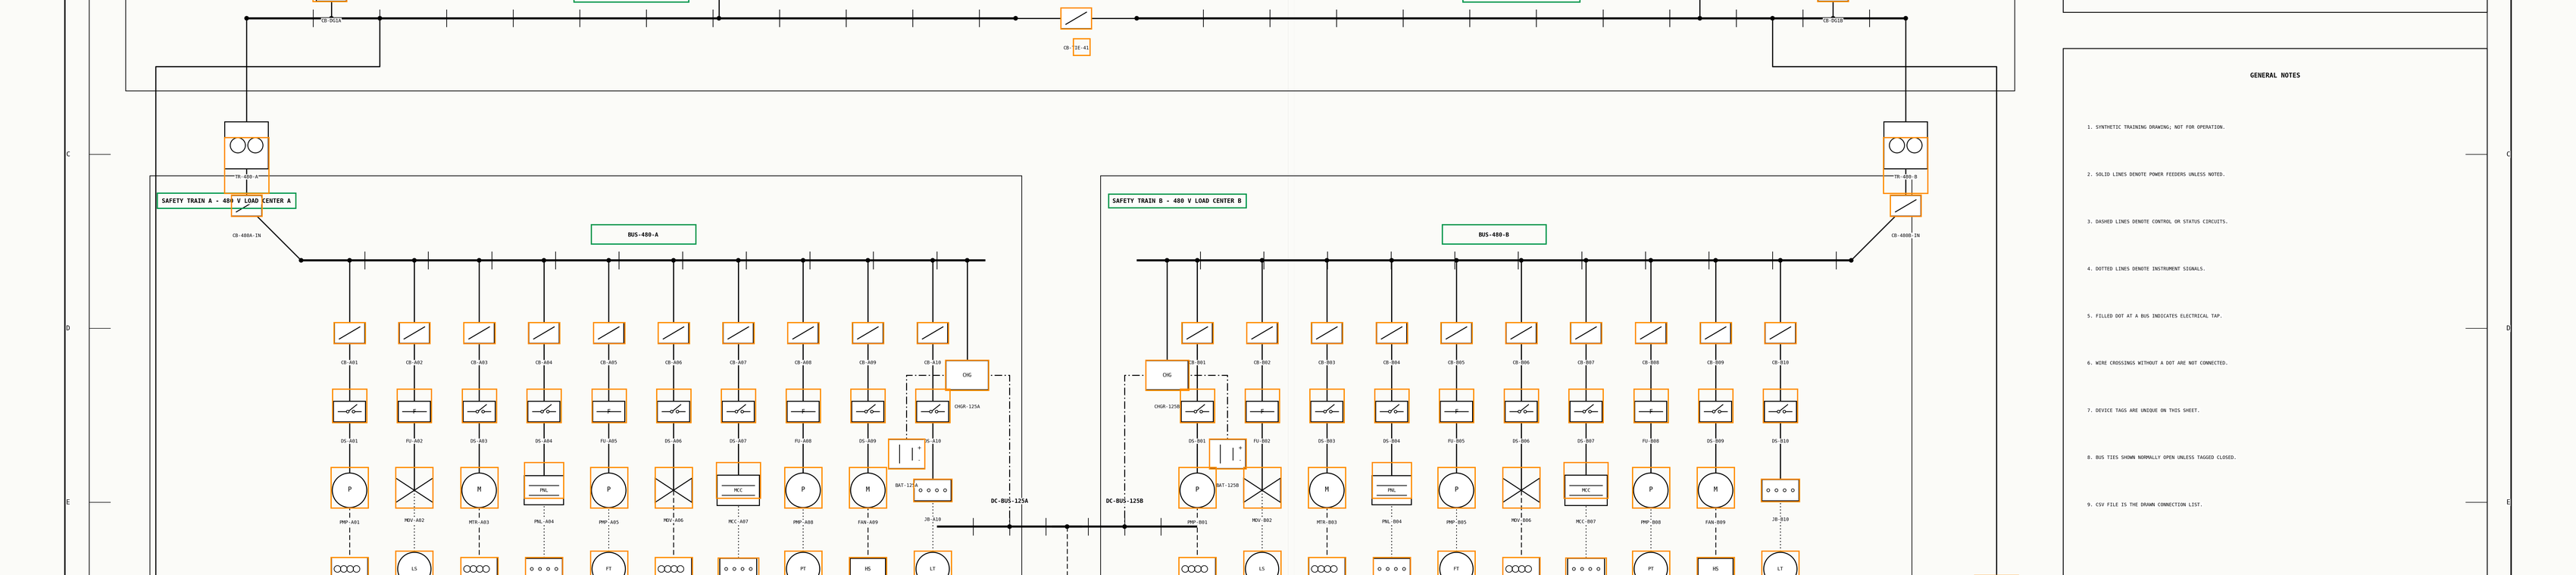 CB-DG1A
CB-DG1B
CB-TIE-41
GENERAL NOTES
1. SYNTHETIC TRAINING DRAWING; NOT FOR OPERATION.
C
C
2. SOLID LINES DENOTE POWER FEEDERS UNLESS NOTED.
TR-480-A
TR-480-B
SAFETY TRAIN A - 480 V LOAD CENTER A
SAFETY TRAIN B - 480 V LOAD CENTER B
3. DASHED LINES DENOTE CONTROL OR STATUS CIRCUITS.
CB-480A-IN
BUS-480-A
BUS-480-B
CB-480B-IN
4. DOTTED LINES DENOTE INSTRUMENT SIGNALS.
5. FILLED DOT AT A BUS INDICATES ELECTRICAL TAP.
D
D
CB-A01 CB-A02 CB-A03 CB-A04 CB-A05 CB-A06 CB-A07 CB-A08 CB-A09 CB-A10
CB-B01 CB-B02 CB-B03 CB-B04 CB-B05 CB-B06 CB-B07 CB-B08 CB-B09 CB-B10
6. WIRE CROSSINGS WITHOUT A DOT ARE NOT CONNECTED.
CHG
CHG
CHGR-125A
CHGR-125B
F F F
F F F
7. DEVICE TAGS ARE UNIQUE ON THIS SHEET.
DS-A01 FU-A02 DS-A03 DS-A04 FU-A05 DS-A06 DS-A07 FU-A08 DS-A09 DS-A10
DS-B01 FU-B02 DS-B03 DS-B04 FU-B05 DS-B06 DS-B07 FU-B08 DS-B09 DS-B10
+
-
+
-
8. BUS TIES SHOWN NORMALLY OPEN UNLESS TAGGED CLOSED.
P M PNL P MCC P M
P M PNL P MCC P M
BAT-125A
BAT-125B
E
E
DC-BUS-125A
DC-BUS-125B
9. CSV FILE IS THE DRAWN CONNECTION LIST.
PMP-A01 MOV-A02 MTR-A03 PNL-A04 PMP-A05 MOV-A06 MCC-A07 PMP-A08 FAN-A09 JB-A10
PMP-B01 MOV-B02 MTR-B03 PNL-B04 PMP-B05 MOV-B06 MCC-B07 PMP-B08 FAN-B09 JB-B10
LS FT PT HS LT
LS FT PT HS LT